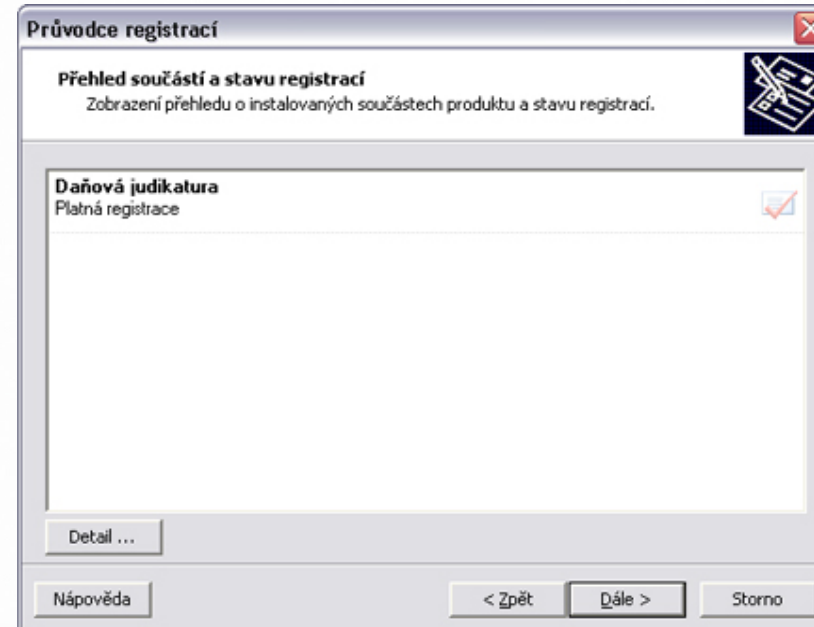 Průvodce registrací
Přehled součástí a stavu registrací
Zobrazení přehledu o instalovaných součástech produktu a stavu registrací.
Daňová judikatura
Platná registrace
Detail ...
Nápověda
< Zpět
Dále >
Storno